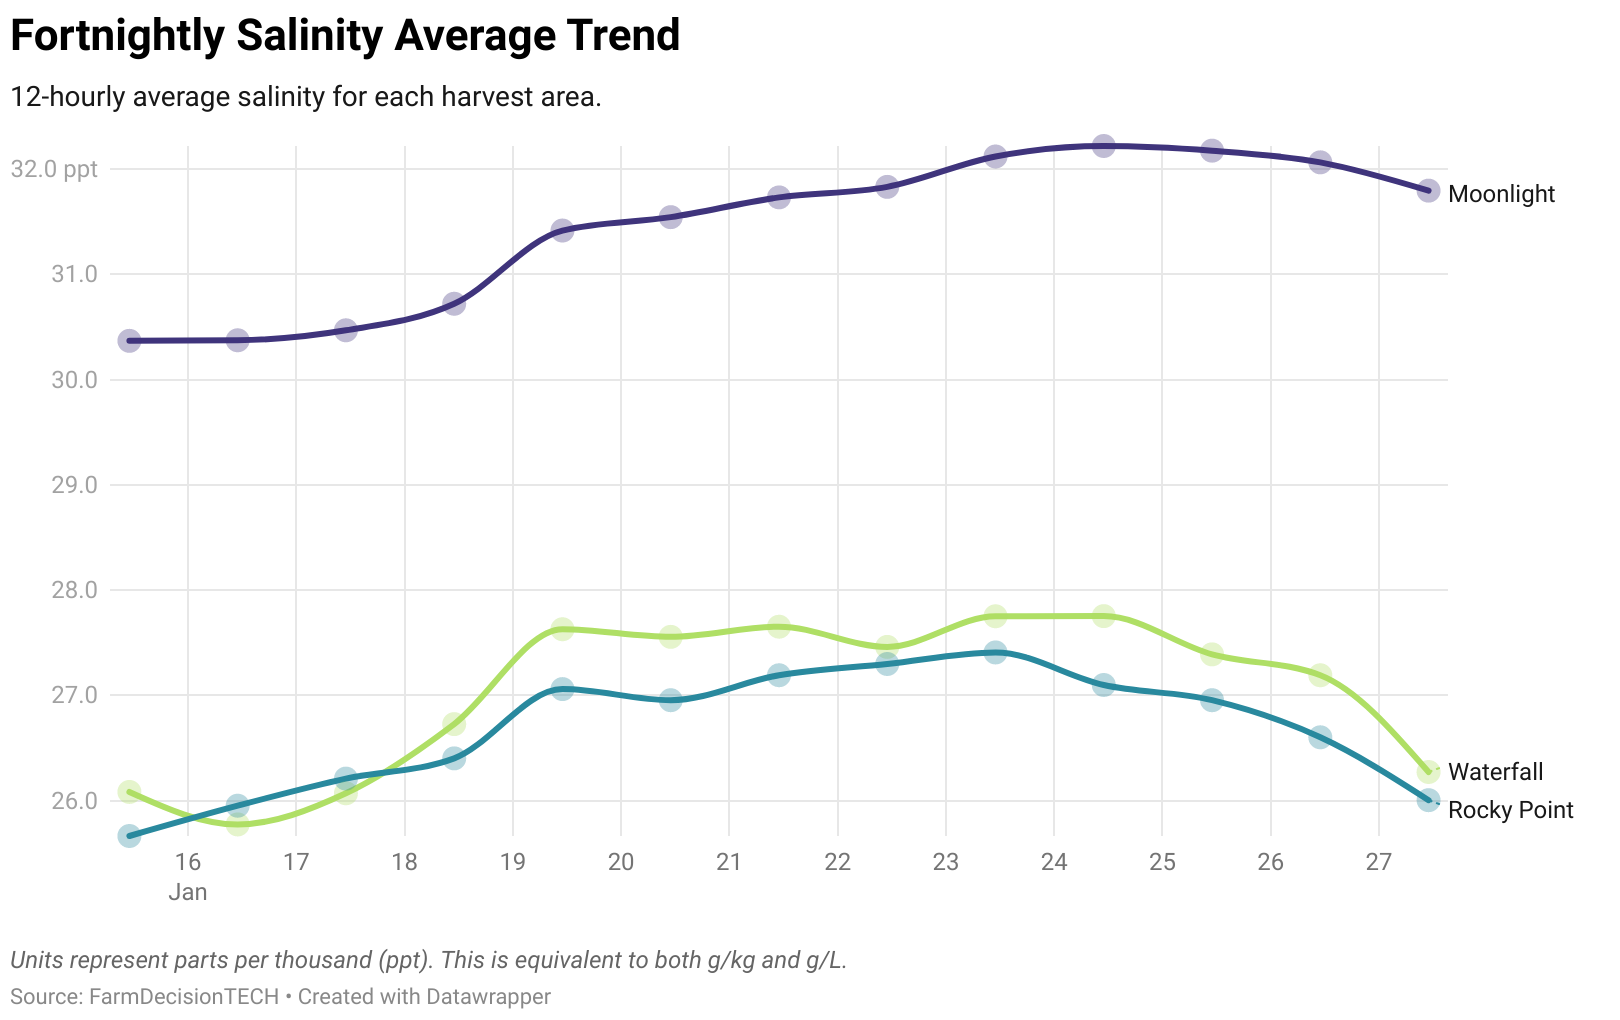 Fortnightly Salinity Average Trend
12-hourly average salinity for each harvest area.
32.0 ppt
31.0
30.0
29.0
28.0
27.0
26.0
Moonlight
Waterfall
Rocky Point
16 17 18 19 20 21 22 23 24 25 26 27
Jan
Units represent parts per thousand (ppt). This is equivalent to both g/kg and g/L.
Source: FarmDecisionTECH • Created with Datawrapper